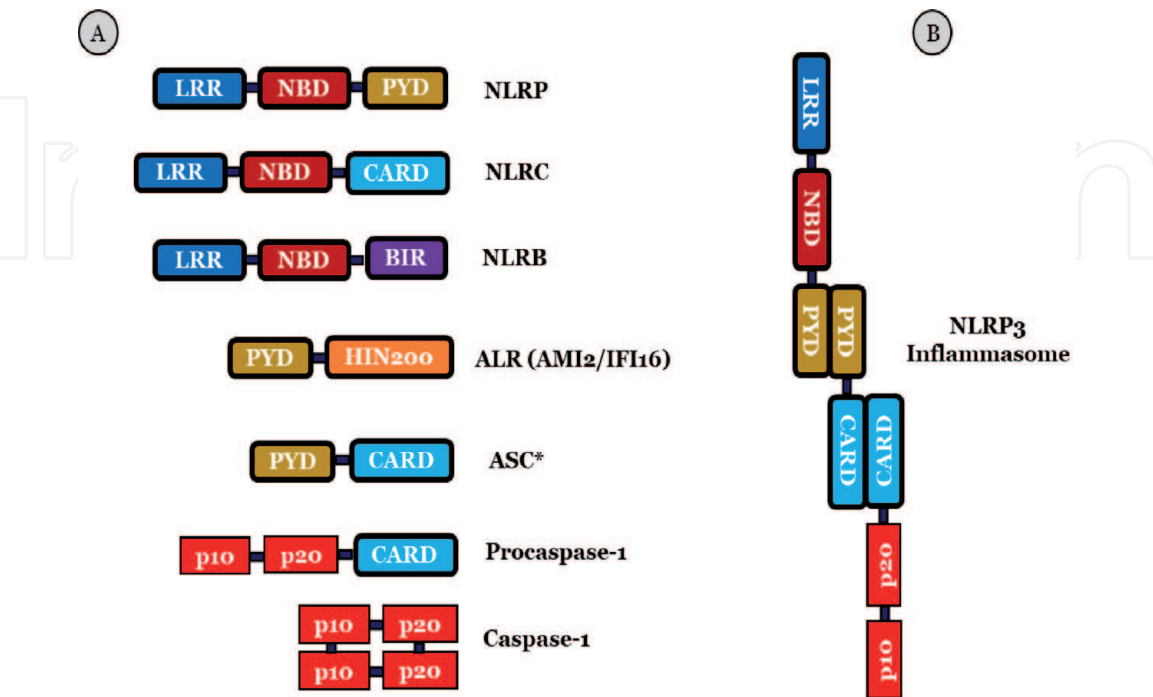 A
LRR NBD PYD NLRP
LRR NBD CARD NLRC
LRR NBD BIR NLRB
PYD HIN200 ALR (AMI2/IFI16)
PYD CARD ASC*
p10 p20 CARD Procaspase-1
p10 p20
Caspase-1
p10 p20
B
LRR
NBD
PYD PYD
NLRP3
Inflammasome
CARD CARD
p20
p10